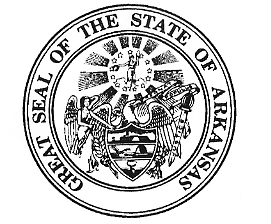 GREAT SEAL OF THE STATE OF ARKANSAS